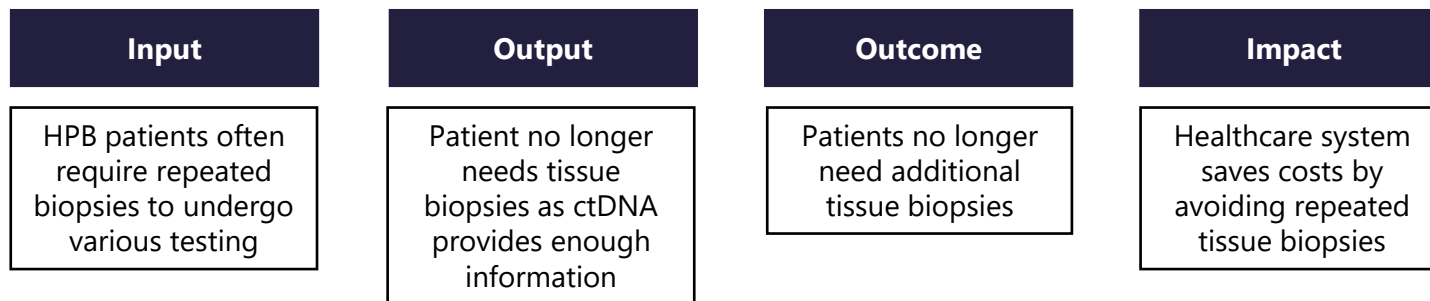 Input
HPB patients often
require repeated
biopsies to undergo
various testing
Output
Patient no longer
needs tissue
biopsies as ctDNA
provides enough
information
Outcome
Patients no longer
need additional
tissue biopsies
Impact
Healthcare system
saves costs by
avoiding repeated
tissue biopsies